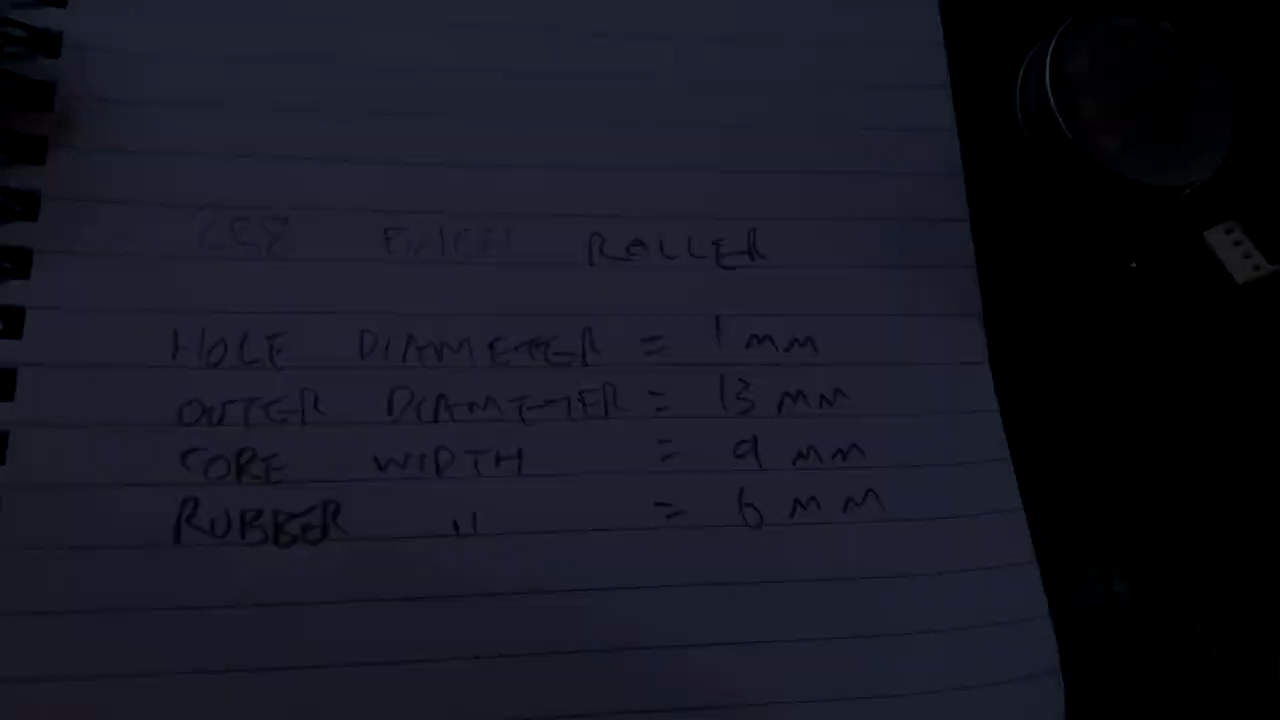 ROLLER
HOLE DIAMETER = 1 mm
OUTER DIAMETER = 13 mm
CORE WIDTH = 9 mm
RUBBER " = 6 mm